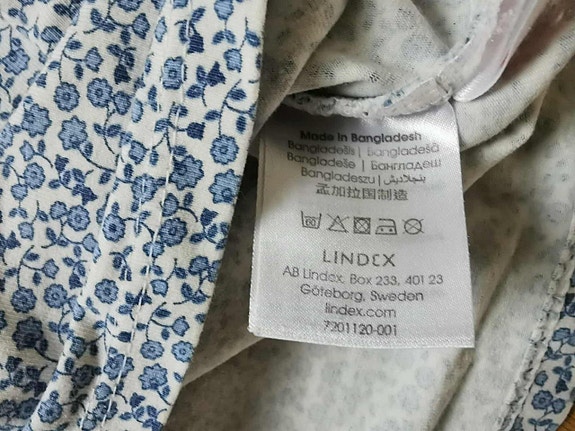 Made in Bangladesh
Bangladešis | Bangladešā
Bangladeše | Бангладеш
Bangladeszu | بنجلاديش
孟加拉国制造
60
LINDEX
AB Lindex, Box 233, 401 23
Göteborg, Sweden
lindex.com
7201120-001